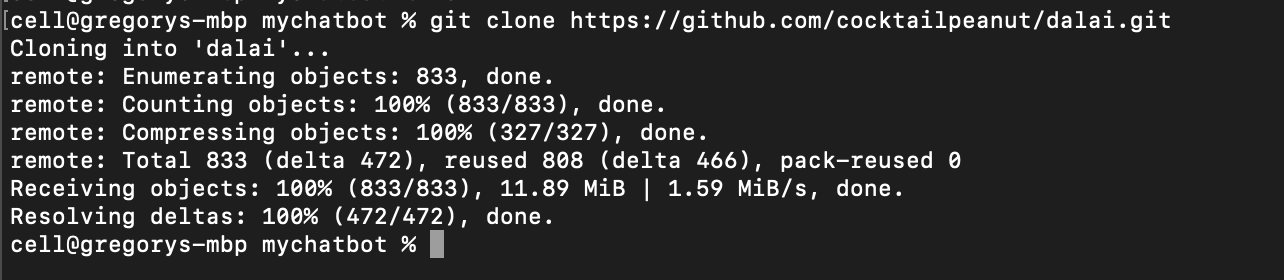 [cell@gregorys-mbp mychatbot % git clone https://github.com/cocktailpeanut/dalai.git
Cloning into 'dalai'...
remote: Enumerating objects: 833, done.
remote: Counting objects: 100% (833/833), done.
remote: Compressing objects: 100% (327/327), done.
remote: Total 833 (delta 472), reused 808 (delta 466), pack-reused 0
Receiving objects: 100% (833/833), 11.89 MiB | 1.59 MiB/s, done.
Resolving deltas: 100% (472/472), done.
cell@gregorys-mbp mychatbot %